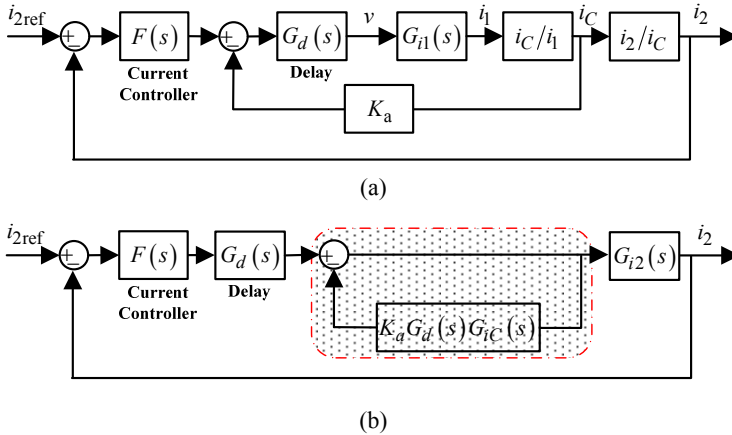 i2ref F(s) Gd(s) v Gi1(s) i1 iC/i1 iC i2/iC i2
Current Controller
Delay
Ka
(a)
i2ref F(s) Gd(s) Gi2(s) i2
Current Controller
Delay
KaGd(s)GiC(s)
(b)